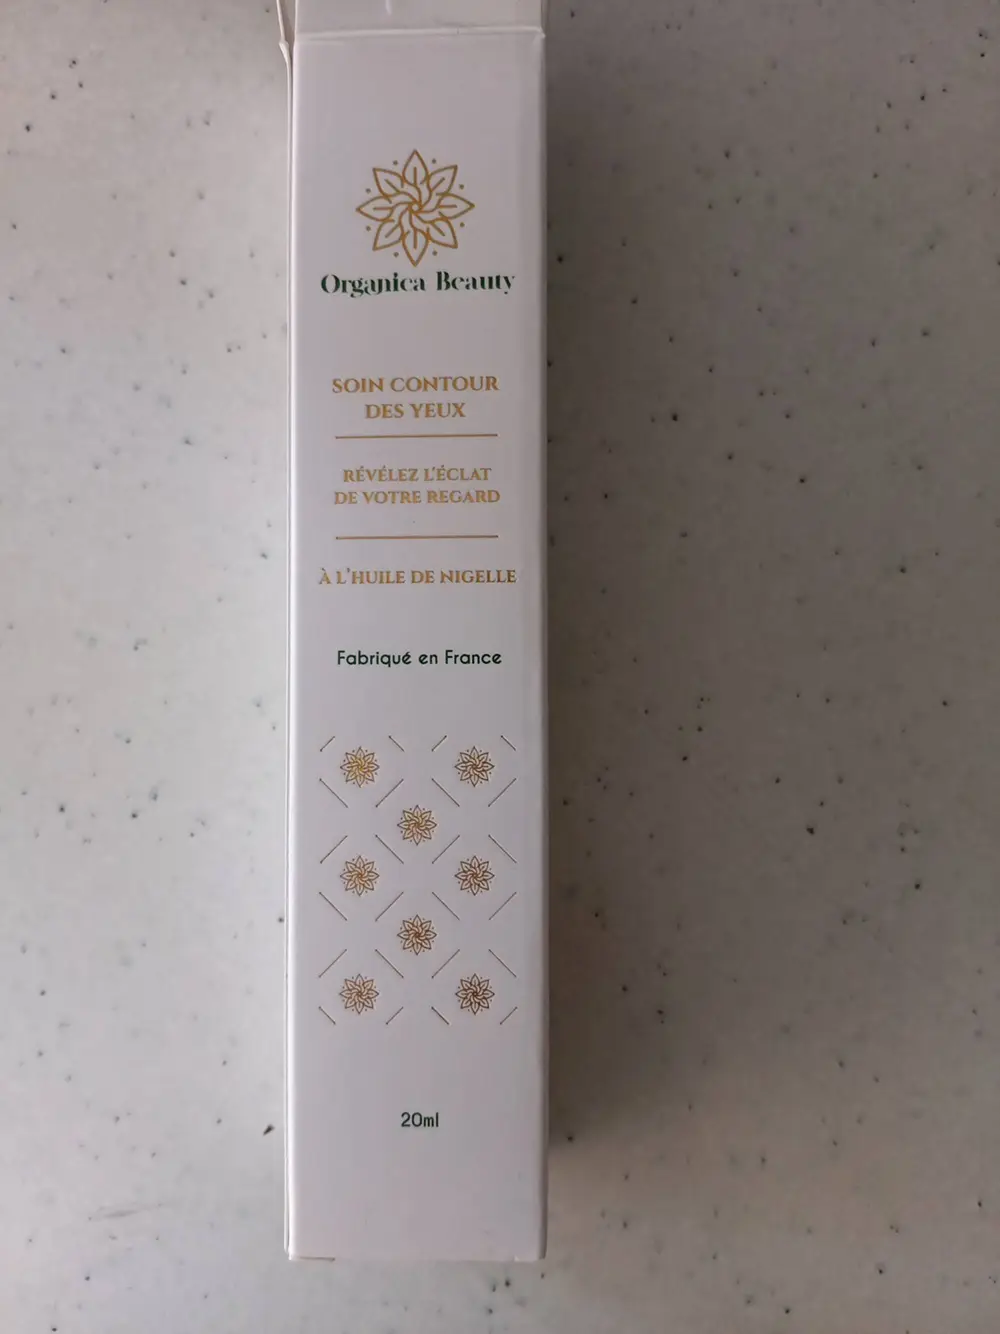 Organica Beauty
SOIN CONTOUR
DES YEUX
RÉVÉLEZ L'ÉCLAT
DE VOTRE REGARD
À L'HUILE DE NIGELLE
Fabriqué en France
20ml